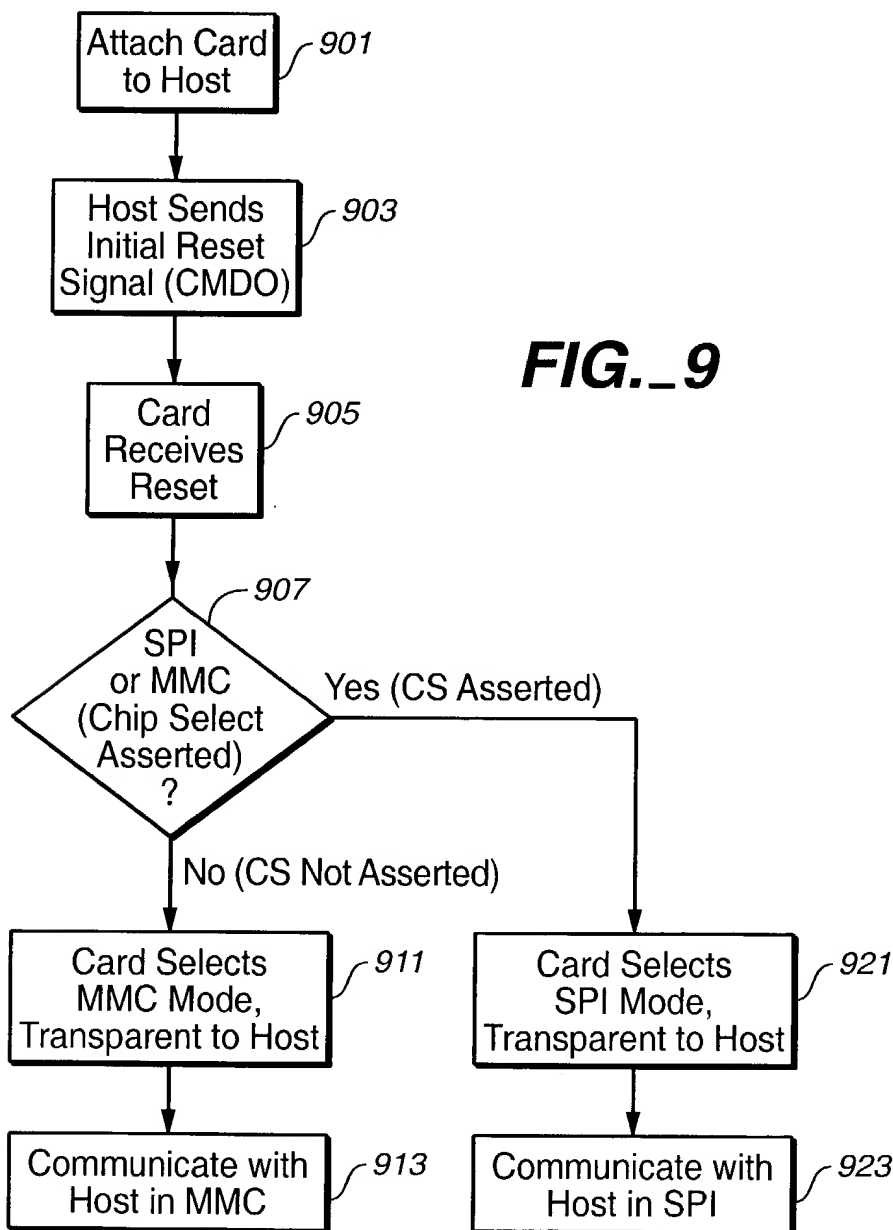 Attach Card
to Host
901
Host Sends
Initial Reset
Signal (CMDO)
903
FIG._9
Card
Receives
Reset
905
907
SPI
or MMC
(Chip Select
Asserted)
?
Yes (CS Asserted)
No (CS Not Asserted)
Card Selects
MMC Mode,
Transparent to Host
911
Card Selects
SPI Mode,
Transparent to Host
921
Communicate with
Host in MMC
913
Communicate with
Host in SPI
923